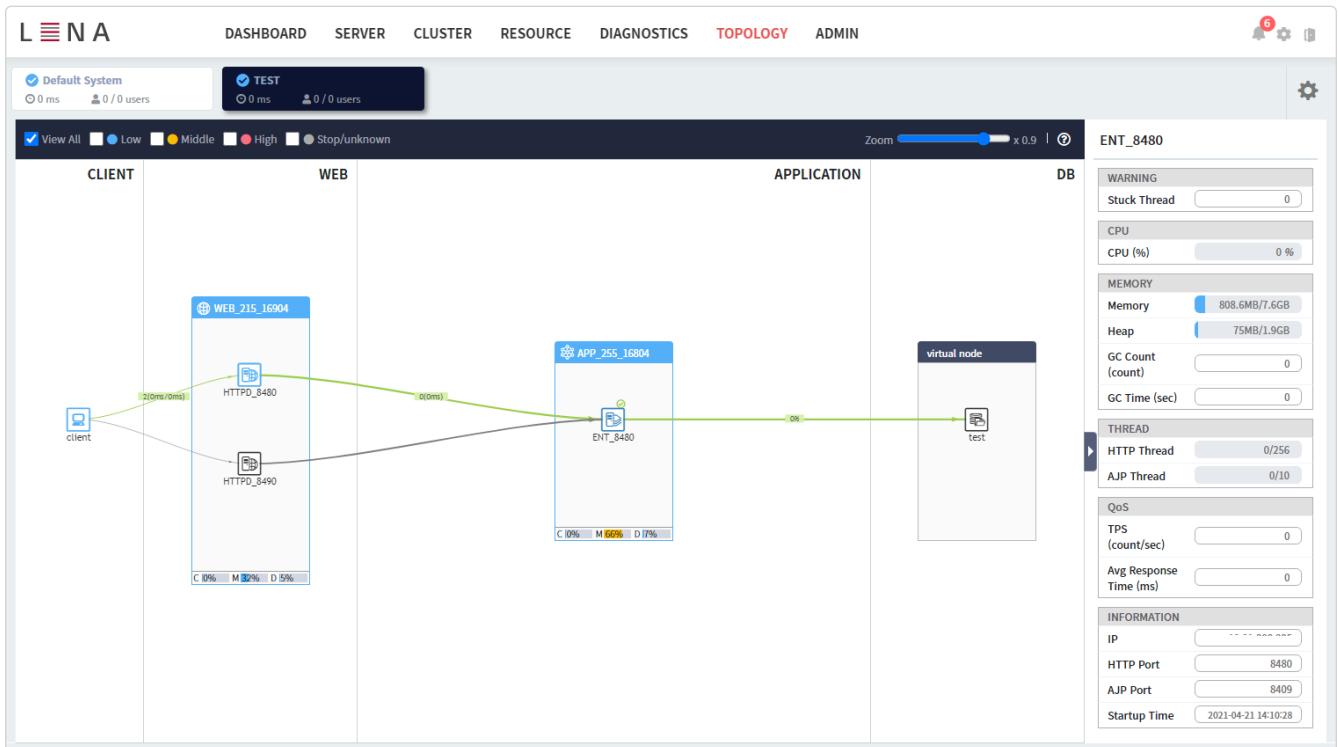 LENA
DASHBOARD SERVER CLUSTER RESOURCE DIAGNOSTICS TOPOLOGY ADMIN
6
Default System
0 ms 0 / 0 users
TEST
0 ms 0 / 0 users
View All Low Middle High Stop/unknown
Zoom x 0.9
CLIENT WEB APPLICATION DB
WEB_215_16904
HTTPD_8480
HTTPD_8490
C 0% M 32% D 5%
client
2(0ms/0ms)
0(0ms)
APP_255_16804
ENT_8480
C 0% M 66% D 7%
0%
virtual node
test
ENT_8480
WARNING
Stuck Thread 0
CPU
CPU (%) 0 %
MEMORY
Memory 808.6MB/7.6GB
Heap 75MB/1.9GB
GC Count
(count) 0
GC Time (sec) 0
THREAD
HTTP Thread 0/256
AJP Thread 0/10
QoS
TPS
(count/sec) 0
Avg Response
Time (ms) 0
INFORMATION
IP
HTTP Port 8480
AJP Port 8409
Startup Time 2021-04-21 14:10:28